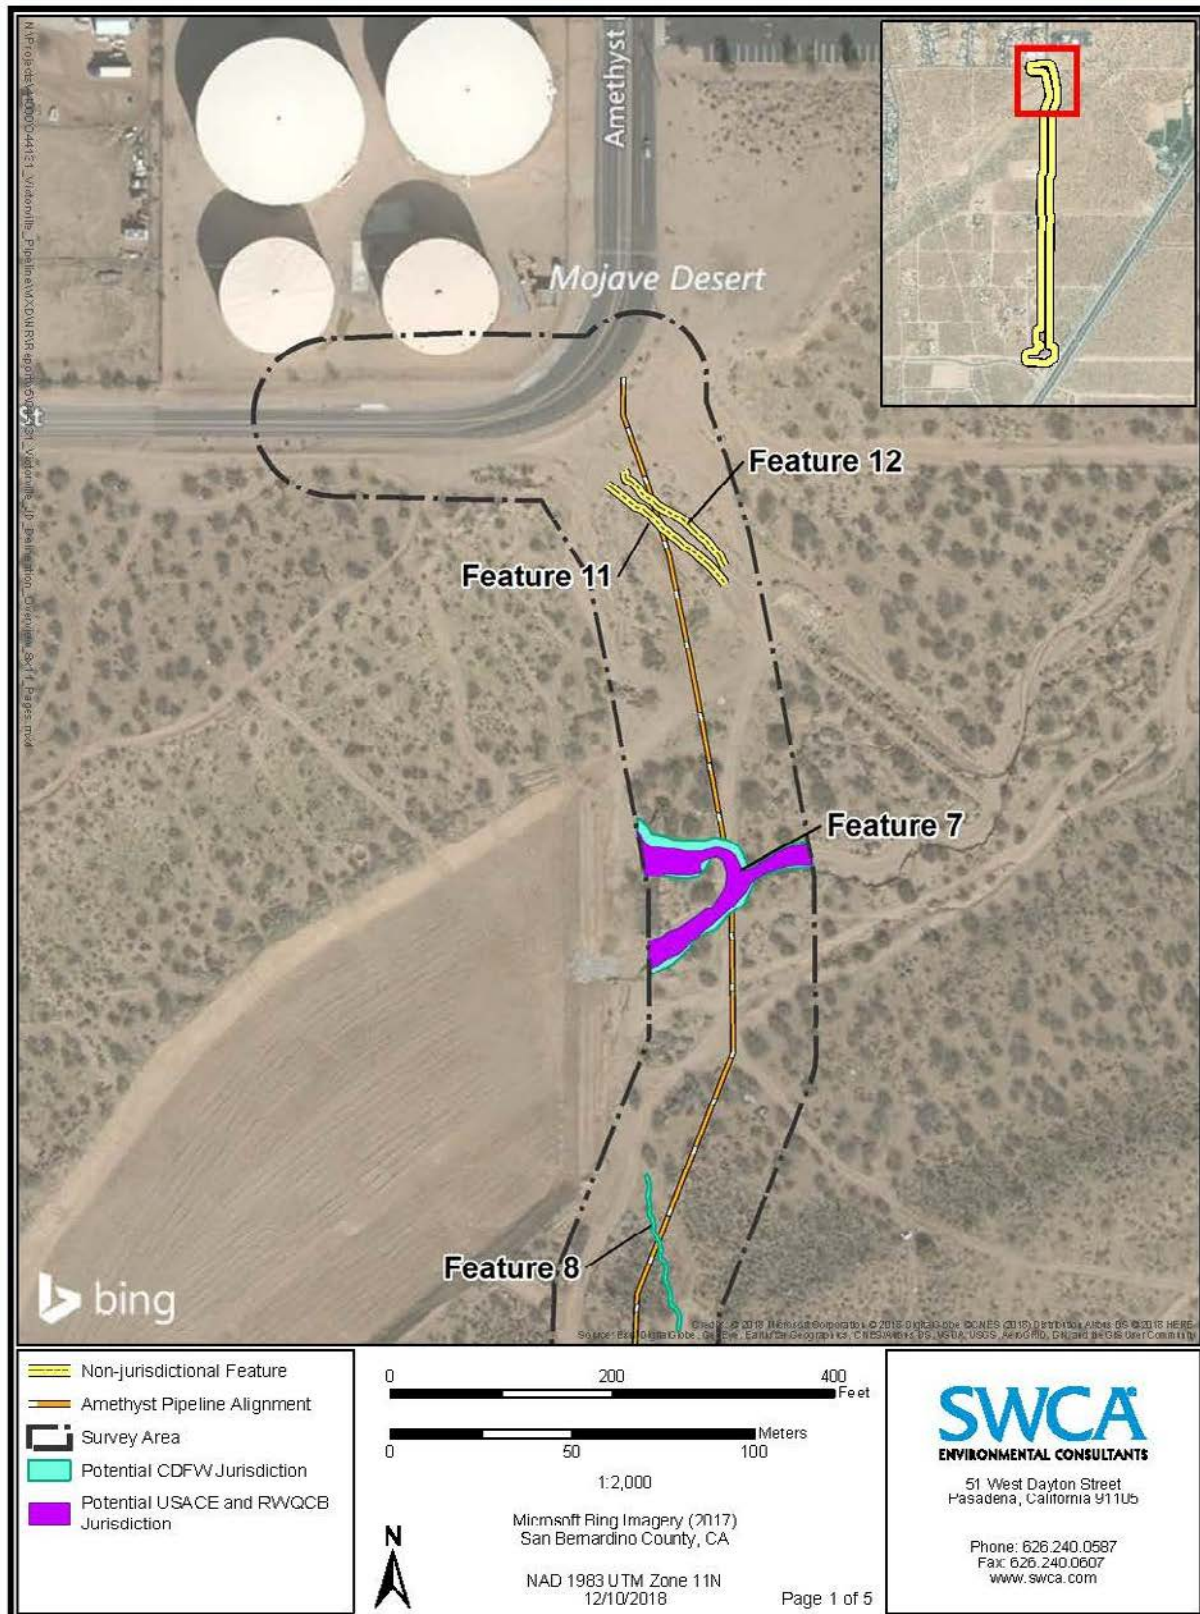 Amethyst
Mojave Desert
St
Feature 12
Feature 11
Feature 7
Feature 8
bing
Non-jurisdictional Feature
Amethyst Pipeline Alignment
Survey Area
Potential CDFW Jurisdiction
Potential USACE and RWQCB
Jurisdiction
0 200 400
Feet
Meters
0 50 100
1:2,000
N
Microsoft Bing Imagery (2017)
San Bernardino County, CA
NAD 1983 UTM Zone 11N
12/10/2018
Page 1 of 5
SWCA
ENVIRONMENTAL CONSULTANTS
51 West Dayton Street
Pasadena, California 91105
Phone: 626.240.0587
Fax: 626.240.0607
www.swca.com